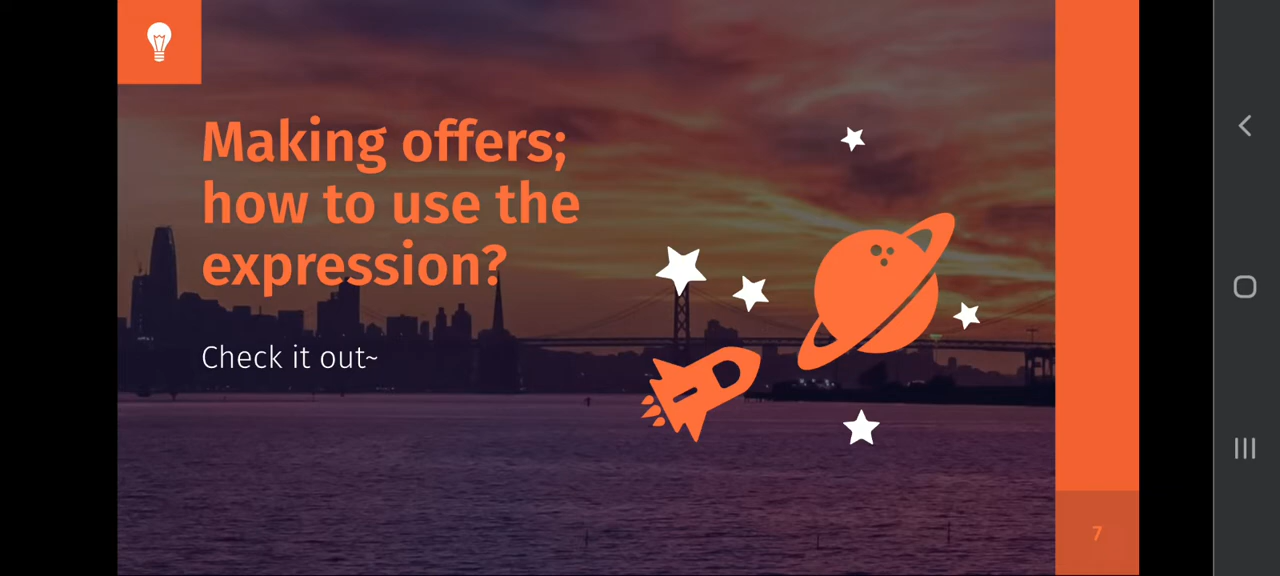 Making offers;
how to use the
expression?
Check it out~
7